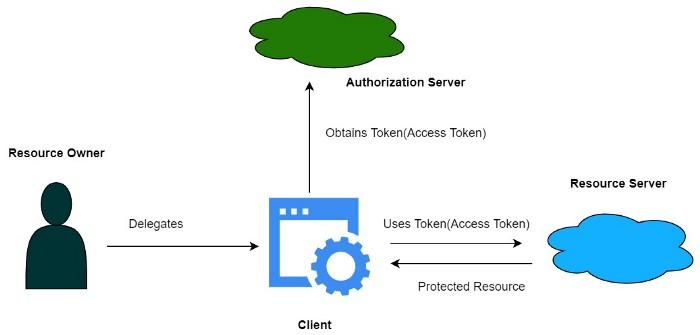 Authorization Server
Obtains Token(Access Token)
Resource Owner
Resource Server
Delegates
Uses Token(Access Token)
Protected Resource
Client